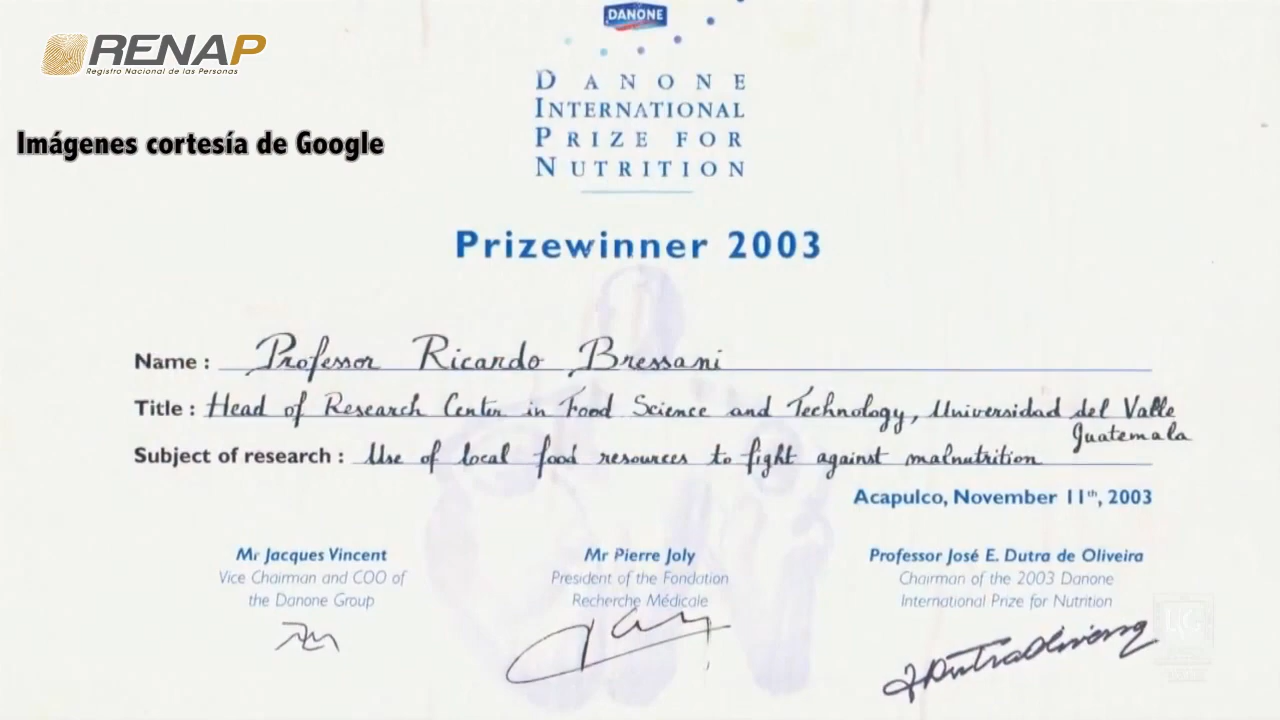 RENAP
Registro Nacional de las Personas
Imágenes cortesía de Google
DANONE
DANONE
INTERNATIONAL
PRIZE FOR
NUTRITION
Prizewinner 2003
Name : Professor Ricardo Bressani
Title : Head of Research Center in Food Science and Technology, Universidad del Valle
Guatemala
Subject of research : Use of local food resources to fight against malnutrition
Acapulco, November 11th, 2003
Mr Jacques Vincent
Vice Chairman and COO of
the Danone Group
Mr Pierre Joly
President of the Fondation
Recherche Médicale
Professor José E. Dutra de Oliveira
Chairman of the 2003 Danone
International Prize for Nutrition